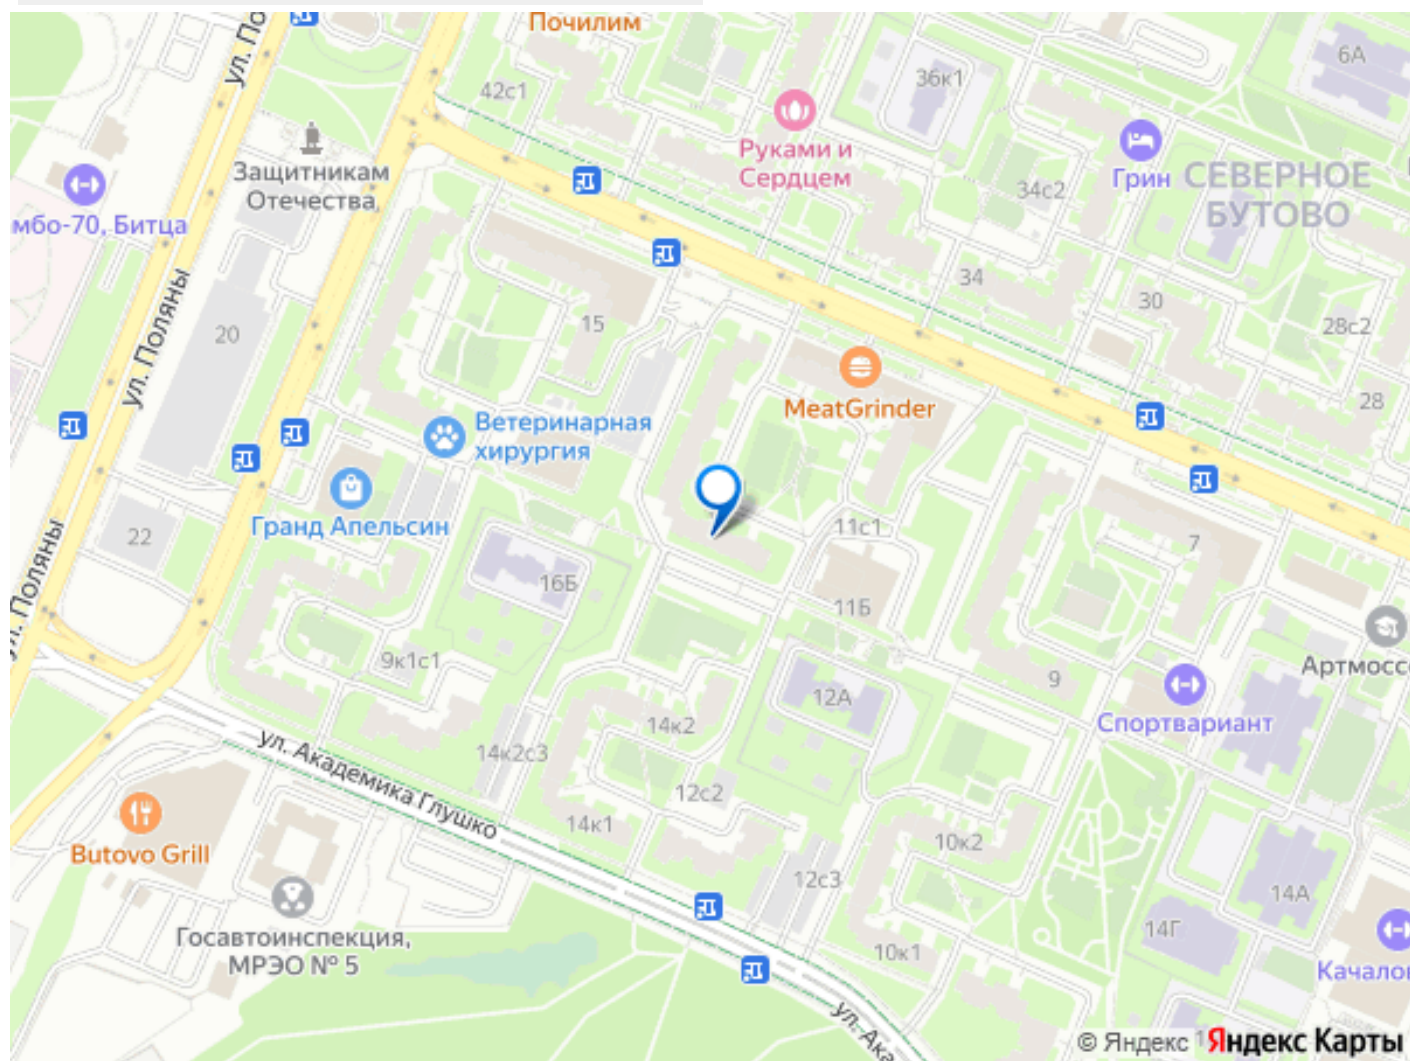 Почилим
ул. По
6А
36к1
42с1
Руками и
Сердцем
Защитникам
Отечества
Грин
СЕВЕРНОЕ
БУТОВО
34с2
мбо-70, Битца
34
30
28с2
ул. Поляны
20
15
28
MeatGrinder
Ветеринарная
хирургия
Гранд Апельсин
11с1
22
7
16Б
11Б
ул. Поляны
9к1с1
9
Артмосс
12А
Спортвариант
14к2
14к2с3
ул. Академика Глушко
12с2
14к1
10к2
Butovo Grill
12с3
14А
14Г
Госавтоинспекция,
МРЭО № 5
10к1
Качало
ул. Ака
© Яндекс
1
Яндекс Карты